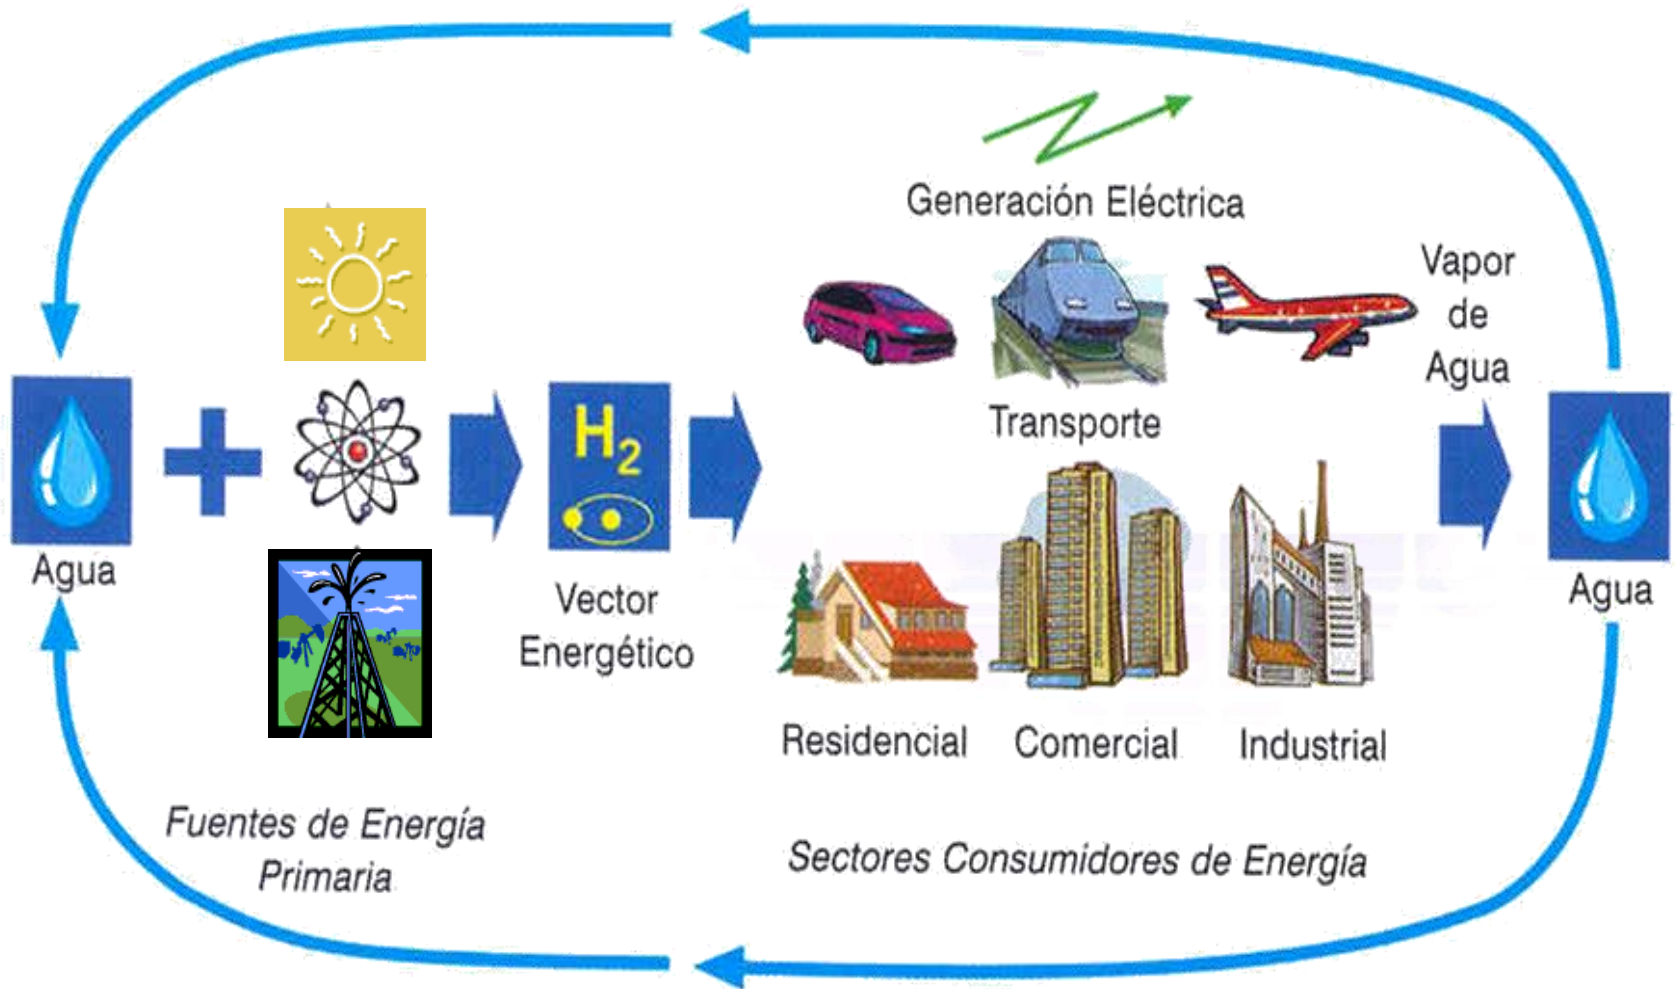 Generación Eléctrica
Vapor
de
Agua
Transporte
H2
Agua
Vector
Energético
Agua
Residencial
Comercial
Industrial
Fuentes de Energía
Primaria
Sectores Consumidores de Energía